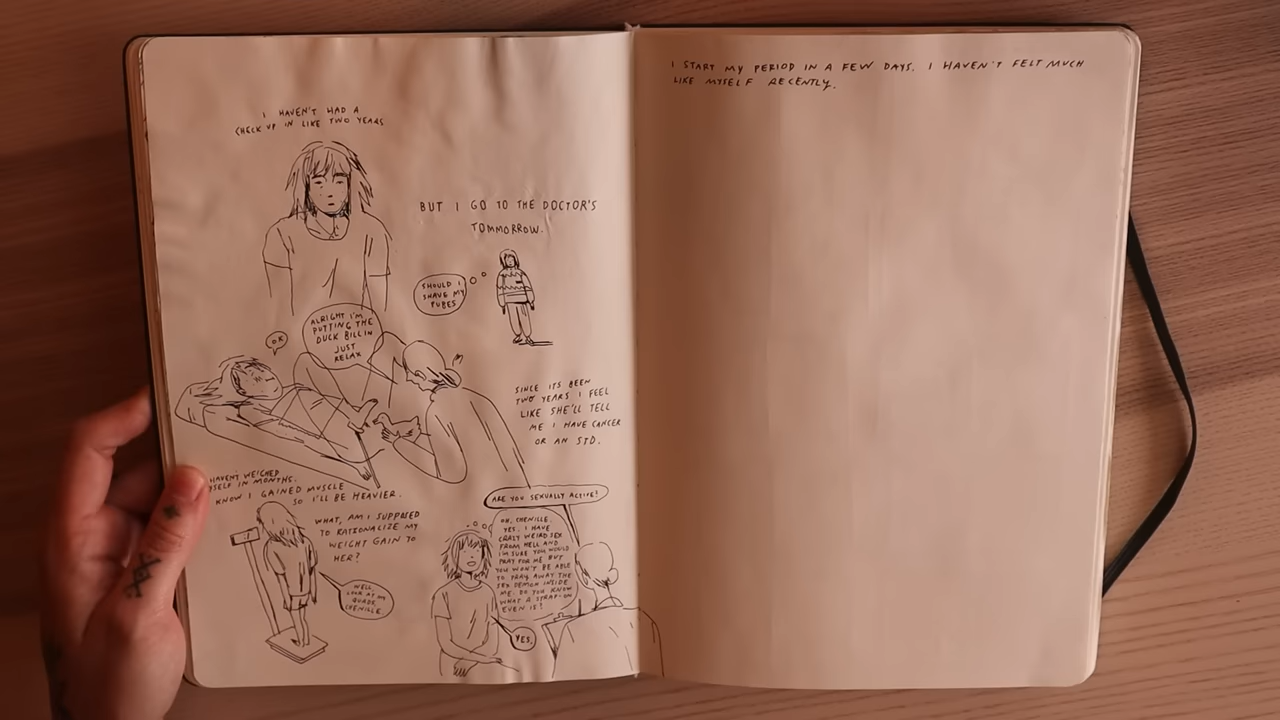 I HAVEN'T HAD A
CHECK UP IN LIKE TWO YEARS
BUT I GO TO THE DOCTOR'S
TOMMORROW.
SHOULD I
SHAVE MY
PUBES
OK
ALRIGHT I'M
PUTTING THE
DUCK BILL IN
JUST
RELAX
SINCE ITS BEEN
TWO YEARS I FEEL
LIKE SHE'LL TELL
ME I HAVE CANCER
OR AN STD.
HAVEN'T WEIGHED
MYSELF IN MONTHS.
KNOW I GAINED MUSCLE
SO I'LL BE HEAVIER.
WHAT, AM I SUPPOSED
TO RATIONALIZE MY
WEIGHT GAIN TO
HER?
WELL,
LOOK AT MY
QUADS,
CHENILLE.
ARE YOU SEXUALLY ACTIVE?
OH, CHENILLE.
YES. I HAVE
CRAZY WEIRD SEX
FROM HELL AND
I'M SURE YOU WOULD
PRAY FOR ME BUT
YOU WON'T BE ABLE
TO PRAY AWAY THE
SEX DEMON INSIDE
ME. DO YOU KNOW
WHAT A STRAP-ON
EVEN IS?
YES.
I START MY PERIOD IN A FEW DAYS. I HAVEN'T FELT MUCH
LIKE MYSELF RECENTLY.